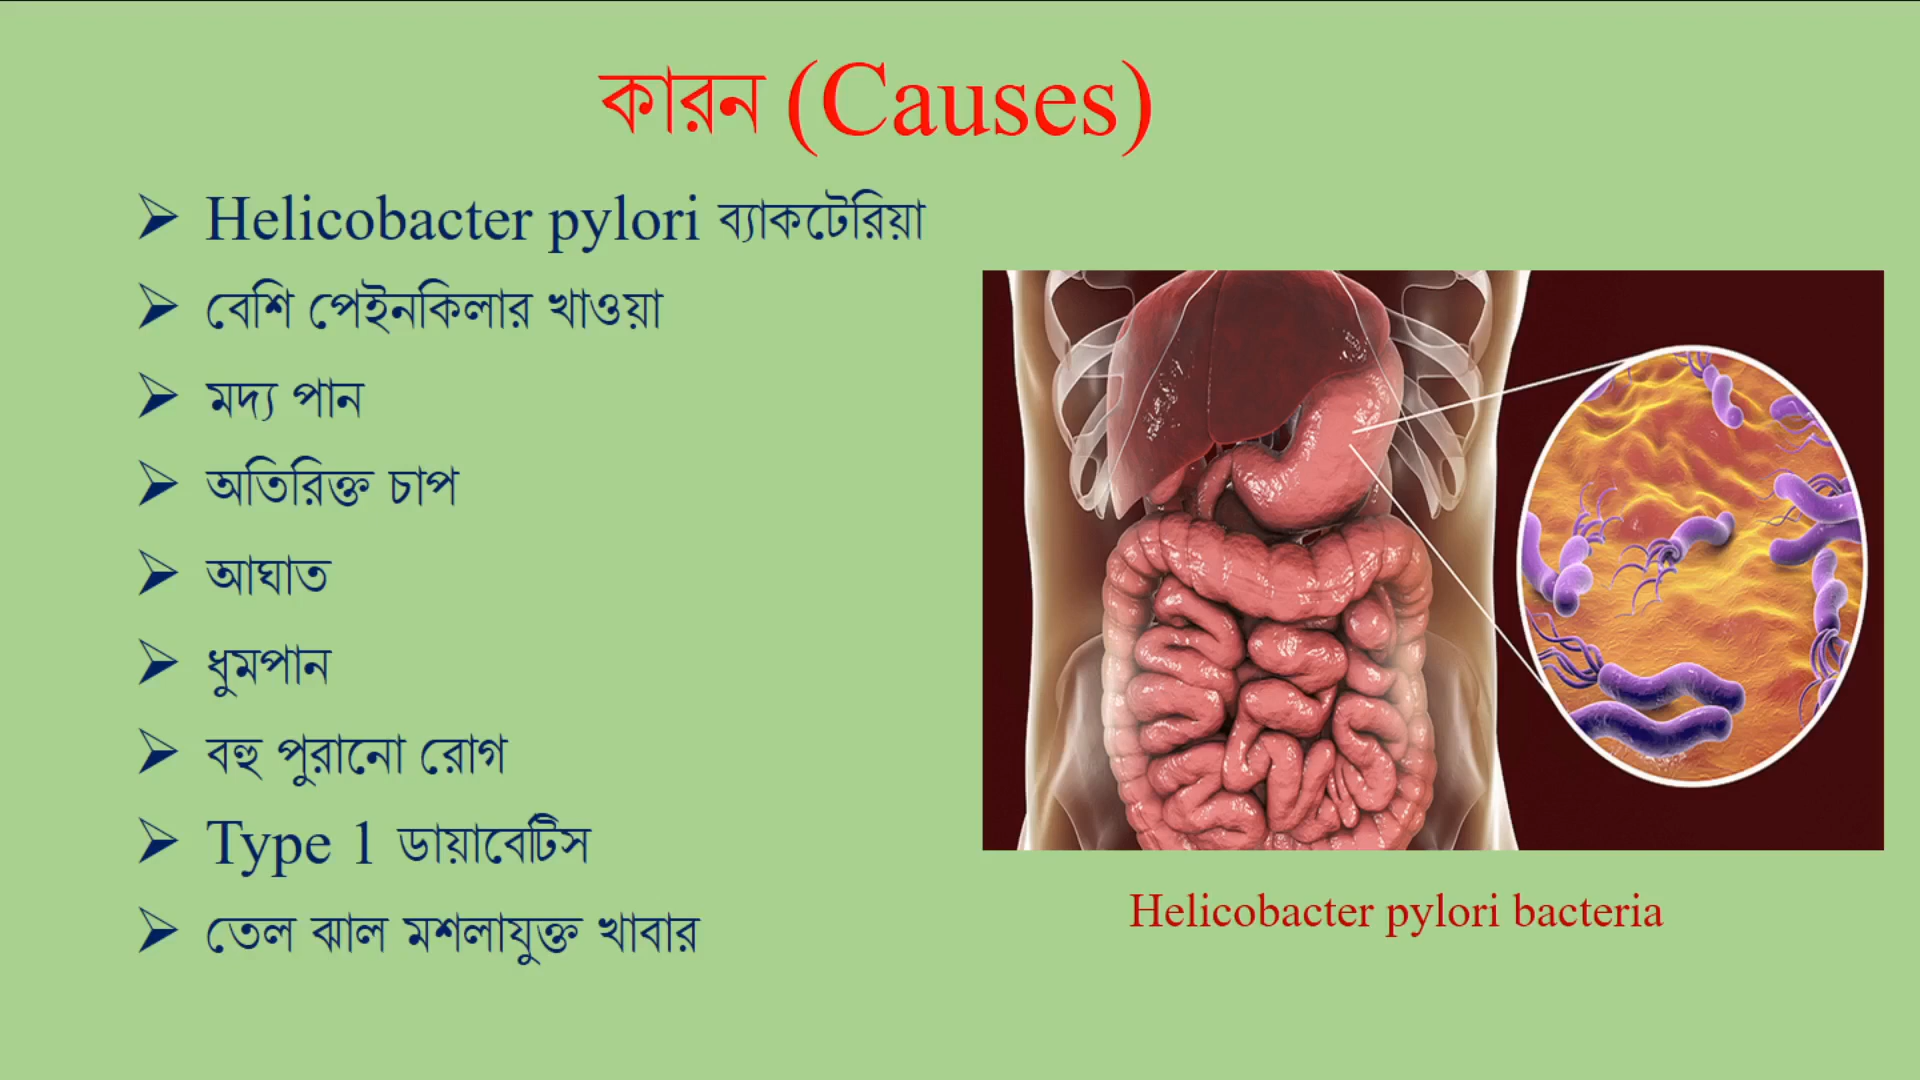 কারন (Causes)
Helicobacter pylori ব্যাকটেরিয়া
বেশি পেইনকিলার খাওয়া
মদ্য পান
অতিরিক্ত চাপ
আঘাত
ধুমপান
বহু পুরানো রোগ
Type 1 ডায়াবেটিস
তেল ঝাল মশলাযুক্ত খাবার
Helicobacter pylori bacteria